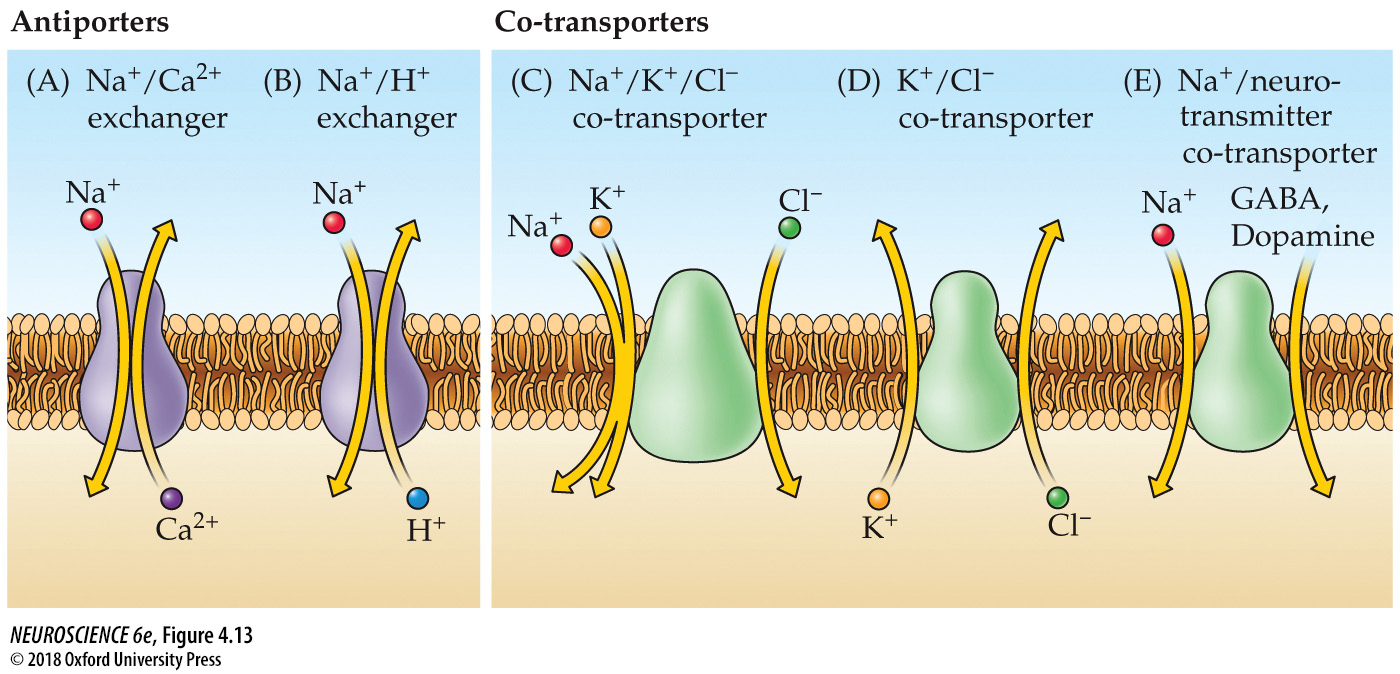 Antiporters
Co-transporters
(A) Na⁺/Ca²⁺
exchanger
(B) Na⁺/H⁺
exchanger
(C) Na⁺/K⁺/Cl⁻
co-transporter
(D) K⁺/Cl⁻
co-transporter
(E) Na⁺/neuro-
transmitter
co-transporter
Na⁺
Ca²⁺
Na⁺
H⁺
Na⁺
K⁺
Cl⁻
K⁺
Cl⁻
Na⁺
GABA,
Dopamine
NEUROSCIENCE 6e, Figure 4.13
© 2018 Oxford University Press